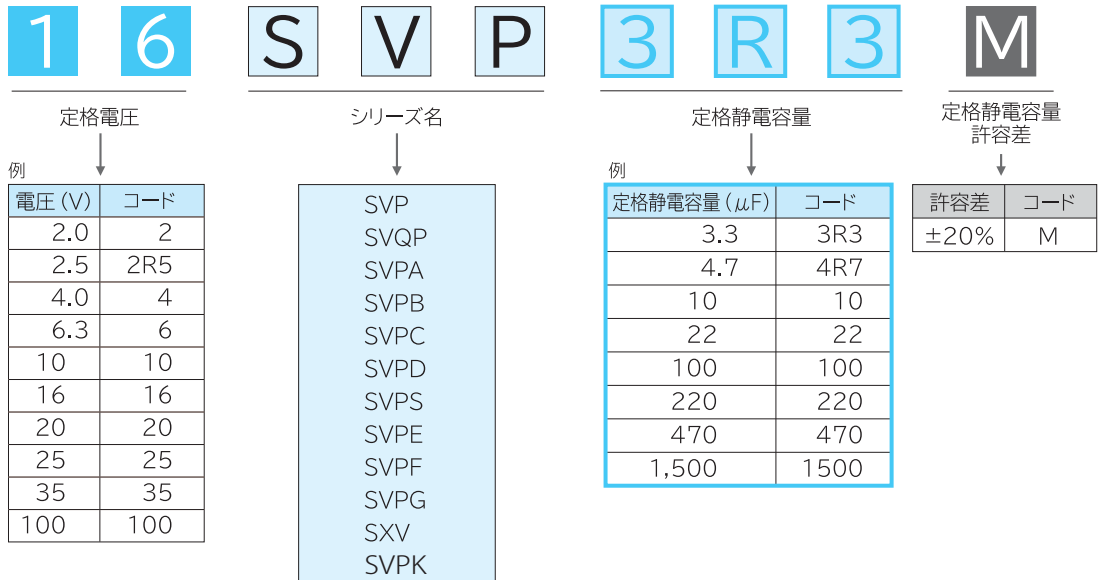 1 6 S V P 3 R 3 M
定格電圧
シリーズ名
定格静電容量
定格静電容量
許容差
例
電圧(V) コード
2.0 2
2.5 2R5
4.0 4
6.3 6
10 10
16 16
20 20
25 25
35 35
100 100
SVP
SVQP
SVPA
SVPB
SVPC
SVPD
SVPS
SVPE
SVPF
SVPG
SXV
SVPK
例
定格静電容量(μF) コード
3.3 3R3
4.7 4R7
10 10
22 22
100 100
220 220
470 470
1,500 1500
許容差 コード
±20% M